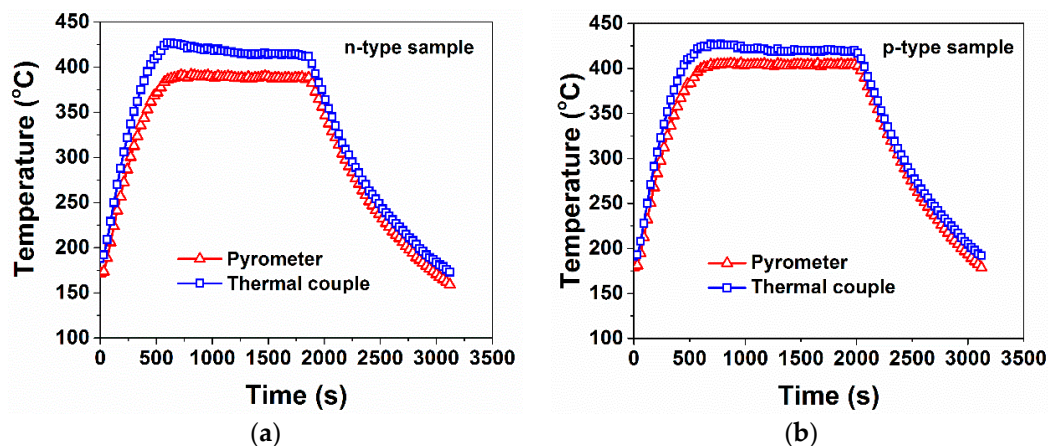 450
400
350
300
250
200
150
100
Temperature (°C)
n-type sample
Pyrometer
Thermal couple
0 500 1000 1500 2000 2500 3000 3500
Time (s)
(a)
450
400
350
300
250
200
150
100
Temperature (°C)
p-type sample
Pyrometer
Thermal couple
0 500 1000 1500 2000 2500 3000 3500
Time (s)
(b)